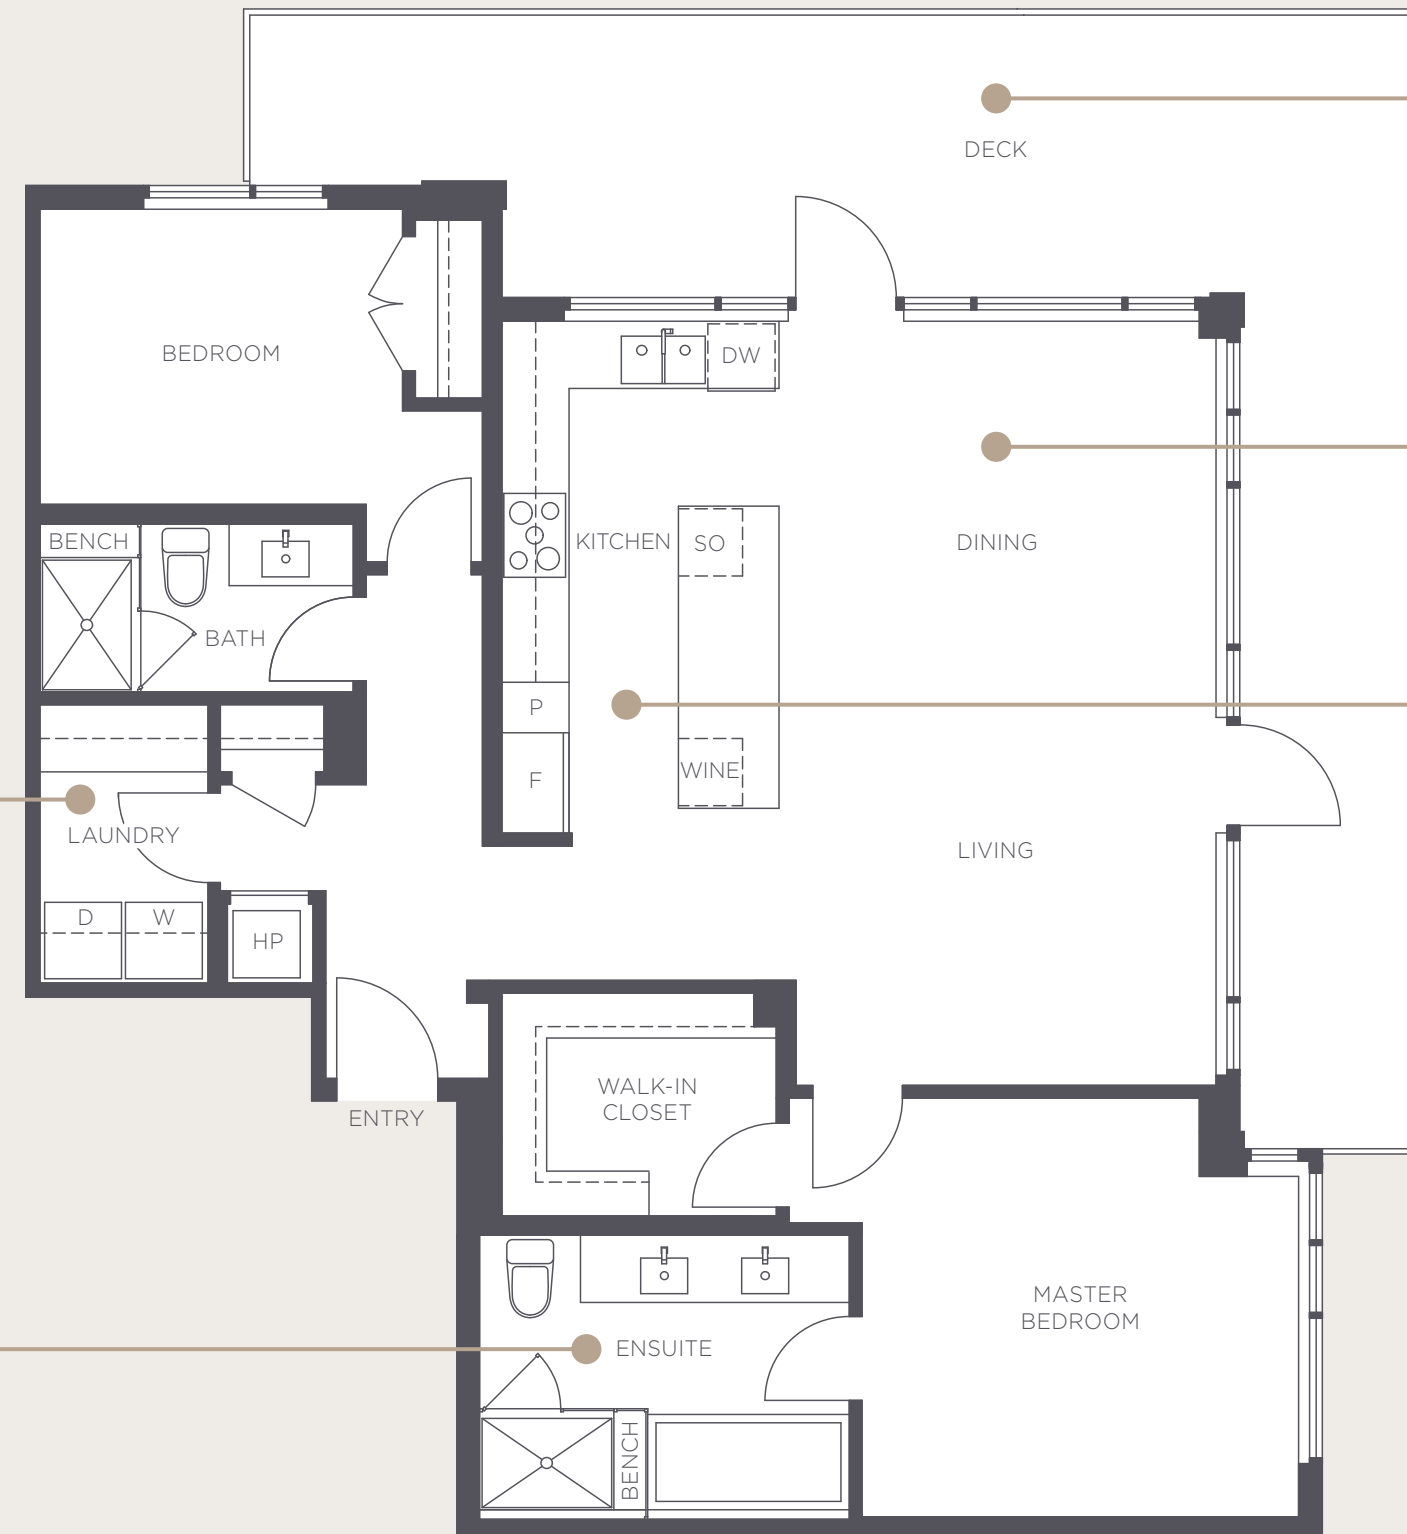 DECK
BEDROOM
DW
BENCH
KITCHEN
SO
DINING
BATH
P
WINE
F
LAUNDRY
LIVING
D
W
HP
WALK-IN
CLOSET
ENTRY
MASTER
BEDROOM
ENSUITE
BENCH